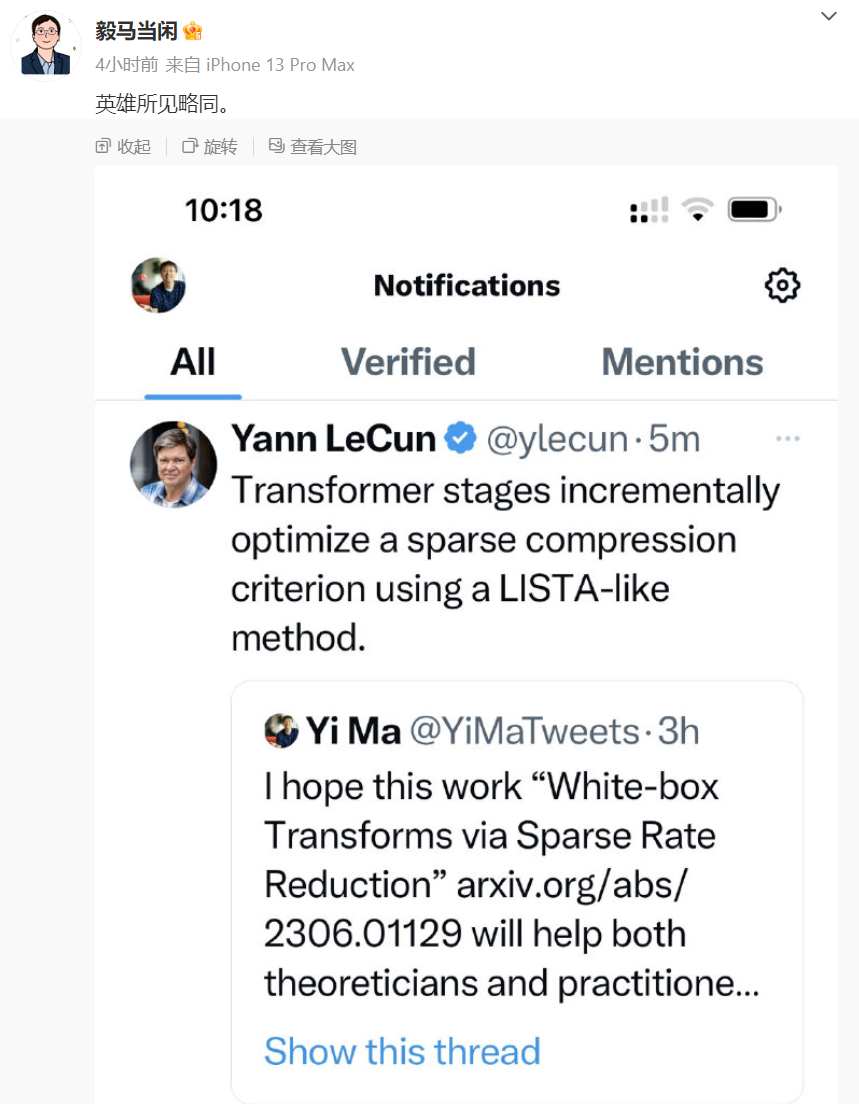 毅马当闲
4小时前 来自 iPhone 13 Pro Max
英雄所见略同。
收起 旋转 查看大图
10:18
Notifications
All Verified Mentions
Yann LeCun @ylecun·5m
Transformer stages incrementally
optimize a sparse compression
criterion using a LISTA-like
method.
Yi Ma @YiMaTweets·3h
I hope this work “White-box
Transforms via Sparse Rate
Reduction” arxiv.org/abs/
2306.01129 will help both
theoreticians and practitione...
Show this thread